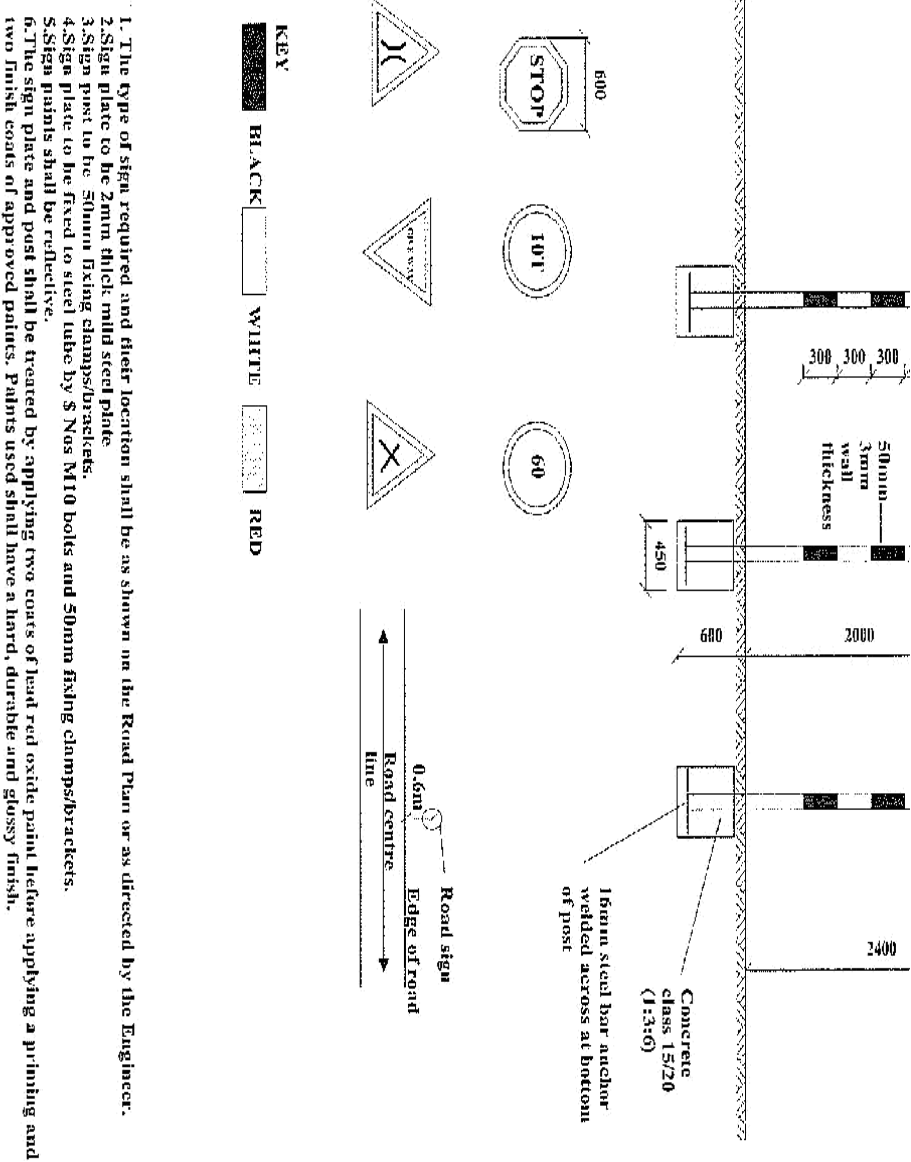 300 300 300
50mm
3mm
wall
thickness
450
600
2000
2400
16mm steel bar anchor
welded across at bottom
of post
Concrete
class 15/20
(1:3:6)
600
STOP
10T
60
GIVE WAY
0.6m
Road sign
Edge of road
Road centre
line
KEY
BLACK
WHITE
RED
1. The type of sign required and their location shall be as shown on the Road Plan or as directed by the Engineer.
2.Sign plate to be 2mm thick mild steel plate
3.Sign post to be 50mm fixing clamps/brackets.
4.Sign plate to be fixed to steel tube by $ Nos M10 bolts and 50mm fixing clamps/brackets.
5.Sign paints shall be reflective.
6.The sign plate and post shall be treated by applying two coats of lead red oxide paint before applying a priming and
two finish coats of approved paints. Paints used shall have a hard, durable and glossy finish.